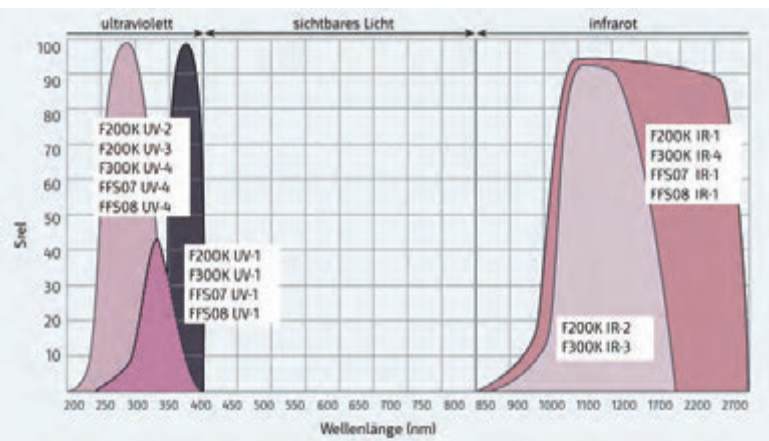 ultraviolett
sichtbares Licht
infrarot
100
90
80
70
60
50
40
30
20
10
Srel
F200K UV-2
F200K UV-3
F300K UV-4
FFS07 UV-4
FFS08 UV-4
F200K UV-1
F300K UV-1
FFS07 UV-1
FFS08 UV-1
F200K IR-1
F300K IR-4
FFS07 IR-1
FFS08 IR-1
F200K IR-2
F300K IR-3
200 250 300 350 400 450 500 550 600 650 700 750 800 850 900 1000 1100 1200 1700 2200 2700
Wellenlänge (nm)